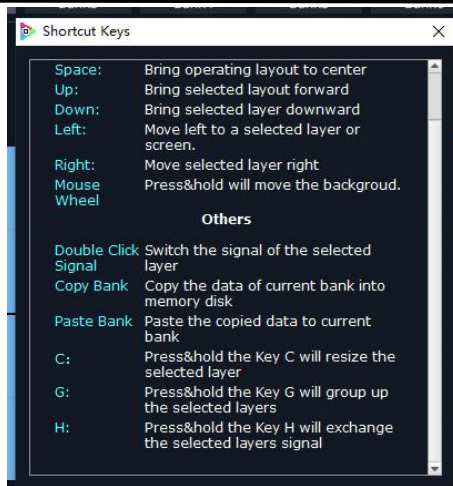 Shortcut Keys
Space: Bring operating layout to center
Up: Bring selected layout forward
Down: Bring selected layer downward
Left: Move left to a selected layer or
screen.
Right: Move selected layer right
Mouse Press&hold will move the backgroud.
Wheel
Others
Double Click Switch the signal of the selected
Signal layer
Copy Bank Copy the data of current bank into
memory disk
Paste Bank Paste the copied data to current
bank
C: Press&hold the Key C will resize the
selected layer
G: Press&hold the Key G will group up
the selected layers
H: Press&hold the Key H will exchange
the selected layers signal